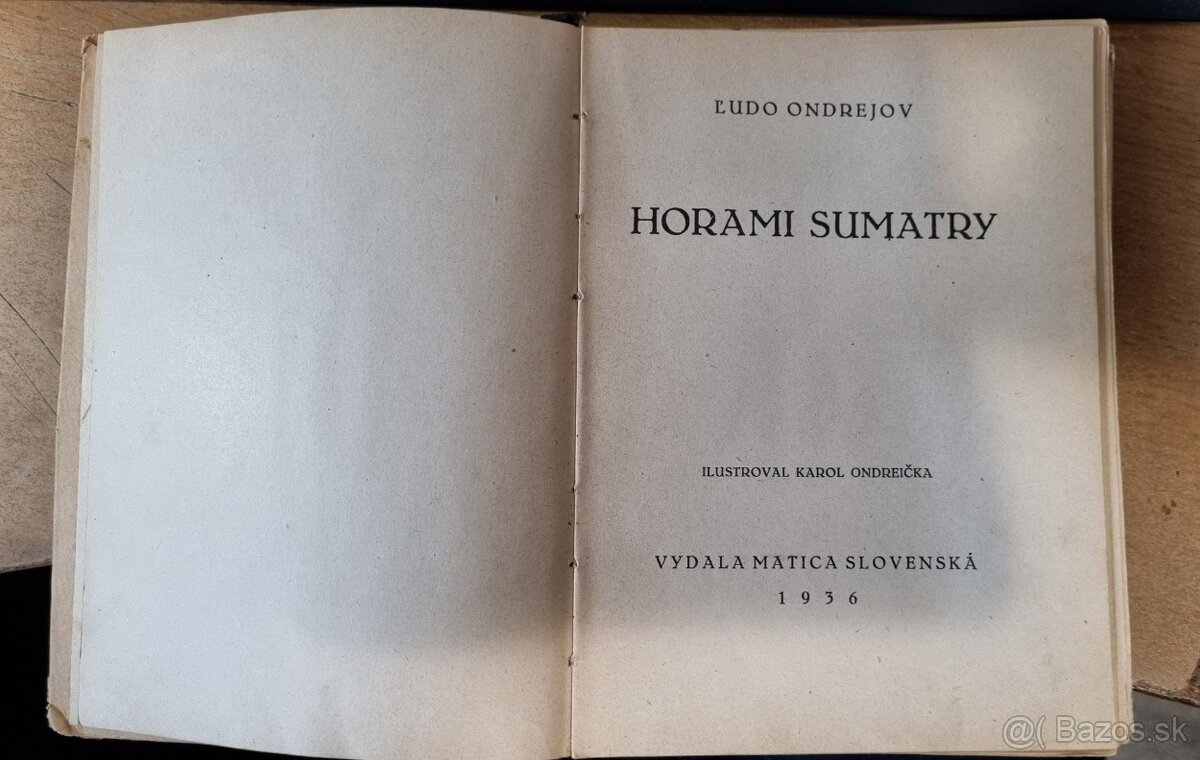 ĽUDO ONDREJOV
HORAMI SUMATRY
ILUSTROVAL KAROL ONDREIČKA
VYDALA MATICA SLOVENSKÁ
1936
@( Bazos.sk